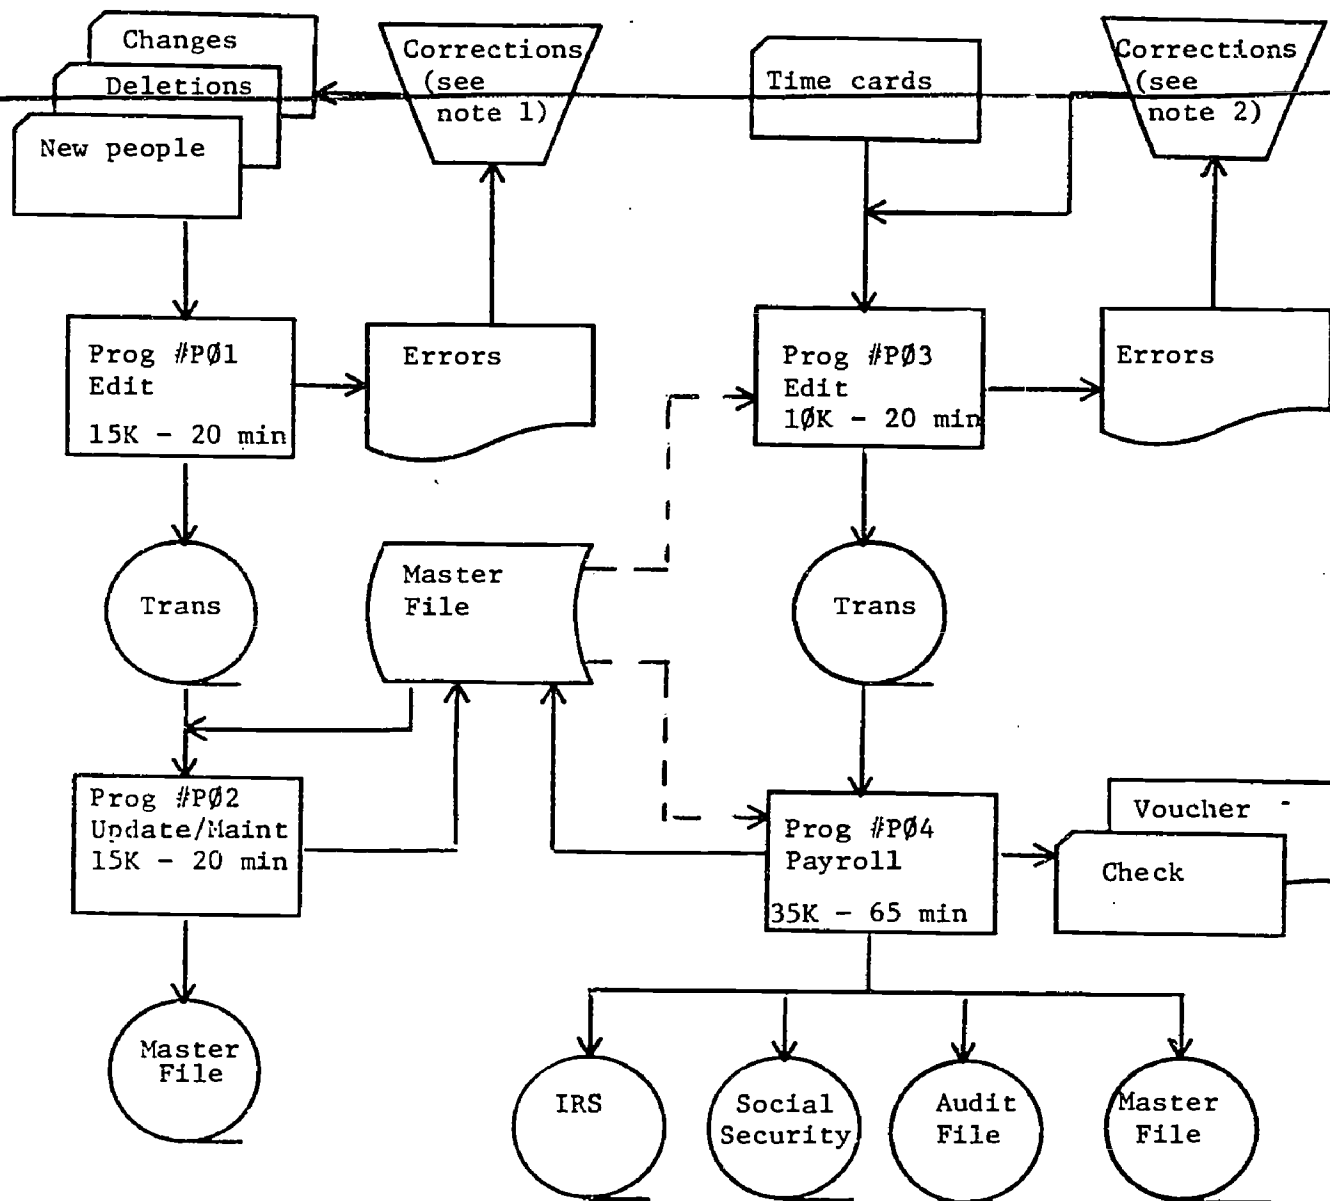 Changes
Deletions
New people
Corrections
(see
note 1)
Time cards
Corrections
(see
note 2)
Prog #PØ1
Edit
15K - 20 min
Errors
Prog #PØ3
Edit
1ØK - 20 min
Errors
Trans
Master
File
Trans
Prog #PØ2
Update/Maint
15K - 20 min
Prog #PØ4
Payroll
35K - 65 min
Voucher
Check
Master
File
IRS
Social
Security
Audit
File
Master
File